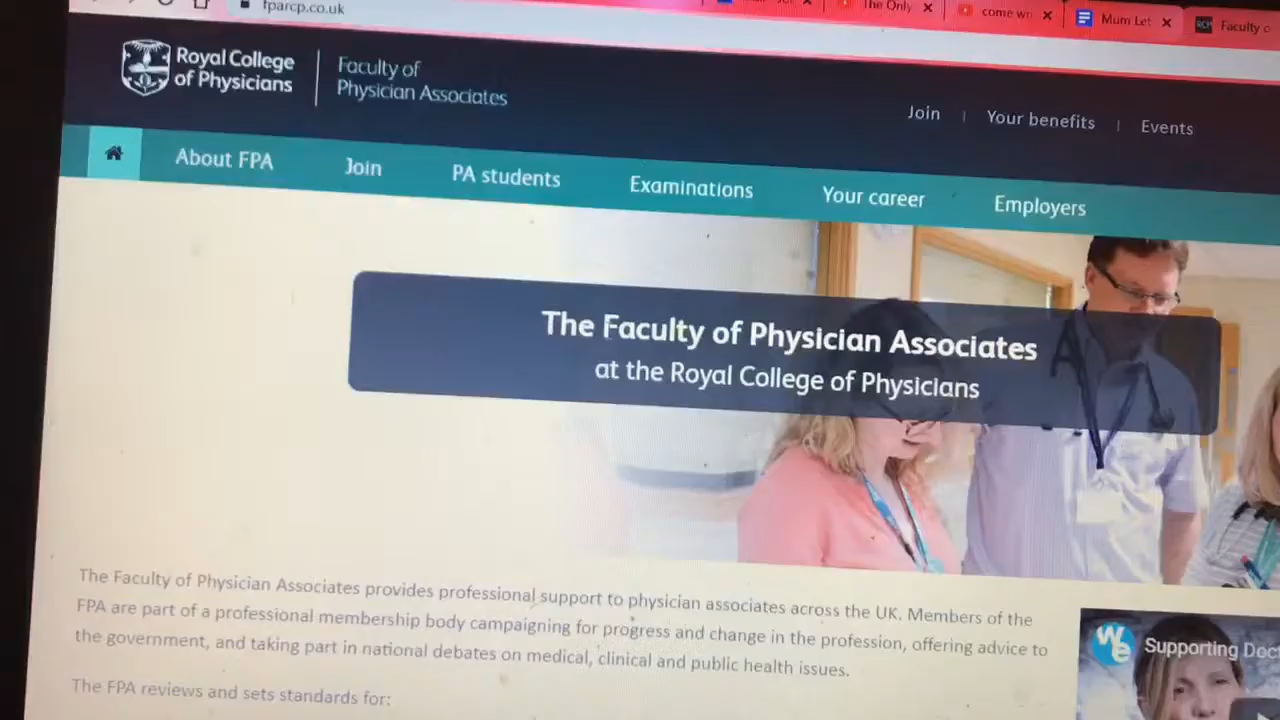 fparcp.co.uk
The Only
come wr
Mum Let
Faculty o
Royal College
of Physicians
Faculty of
Physician Associates
Join
Your benefits
Events
About FPA
Join
PA students
Examinations
Your career
Employers
The Faculty of Physician Associates
at the Royal College of Physicians
The Faculty of Physician Associates provides professional support to physician associates across the UK. Members of the
FPA are part of a professional membership body campaigning for progress and change in the profession, offering advice to
the government, and taking part in national debates on medical, clinical and public health issues.
We
Supporting Doct
The FPA reviews and sets standards for: